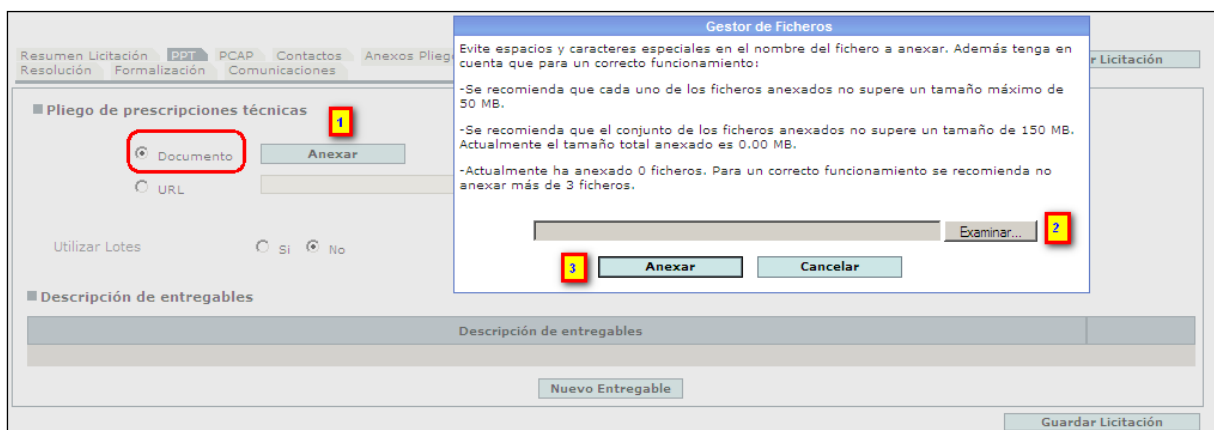 Resumen Licitación PPT PCAP Contactos Anexos Plieg
Resolución Formalización Comunicaciones
r Licitación
Gestor de Ficheros
Evite espacios y caracteres especiales en el nombre del fichero a anexar. Además tenga en
cuenta que para un correcto funcionamiento:
-Se recomienda que cada uno de los ficheros anexados no supere un tamaño máximo de
50 MB.
-Se recomienda que el conjunto de los ficheros anexados no supere un tamaño de 150 MB.
Actualmente el tamaño total anexado es 0.00 MB.
-Actualmente ha anexado 0 ficheros. Para un correcto funcionamiento se recomienda no
anexar más de 3 ficheros.
Examinar... 2
3 Anexar Cancelar
Pliego de prescripciones técnicas
1
Documento Anexar
URL
Utilizar Lotes Si No
Descripción de entregables
Descripción de entregables
Nuevo Entregable
Guardar Licitación